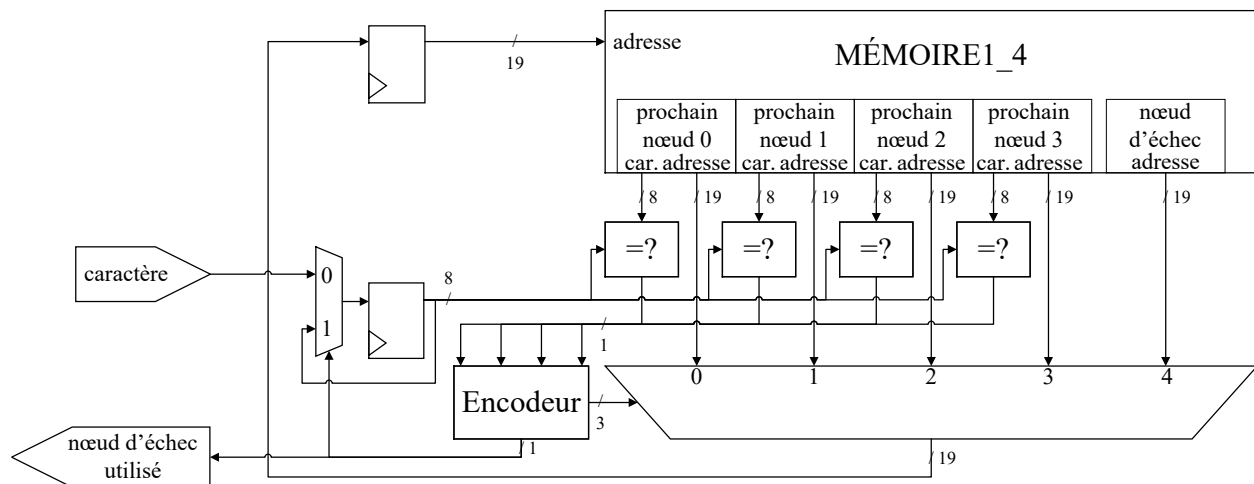 adresse
MÉMOIRE1_4
19
prochain
nœud 0
car. adresse
prochain
nœud 1
car. adresse
prochain
nœud 2
car. adresse
prochain
nœud 3
car. adresse
nœud
d'échec
adresse
8
19
8
19
8
19
8
19
19
=?
=?
=?
=?
caractère
0
1
8
1
0
1
2
3
4
Encodeur
3
1
nœud d'échec
utilisé
19